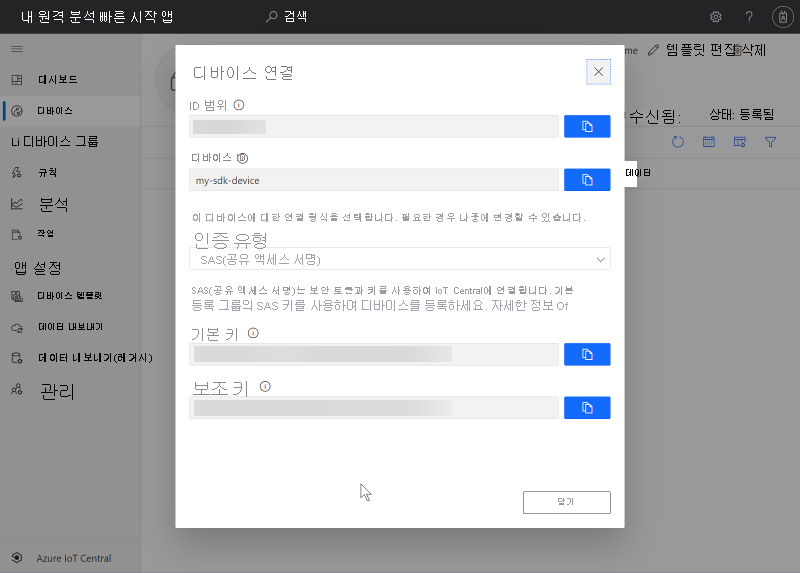 내 원격 분석 빠른 시작 앱
검색
me 템플릿 편집 삭제
수신됨: 상태: 등록됨
데이터
대시보드
디바이스
Li 디바이스 그룹
규칙
분석
작업
앱 설정
디바이스 템플릿
데이터 내보내기
데이터 내보내기(레거시)
관리
Azure IoT Central
디바이스 연결
ID 범위
디바이스
my-sdk-device
이 디바이스에 대한 연결 형식을 선택합니다. 필요한 경우 나중에 변경할 수 있습니다.
인증 유형
SAS(공유 액세스 서명)
SAS(공유 액세스 서명)는 보안 토큰과 키를 사용하여 IoT Central에 연결합니다. 기본
등록 그룹의 SAS 키를 사용하여 디바이스를 등록하세요. 자세한 정보 Of
기본 키
보조 키
닫기